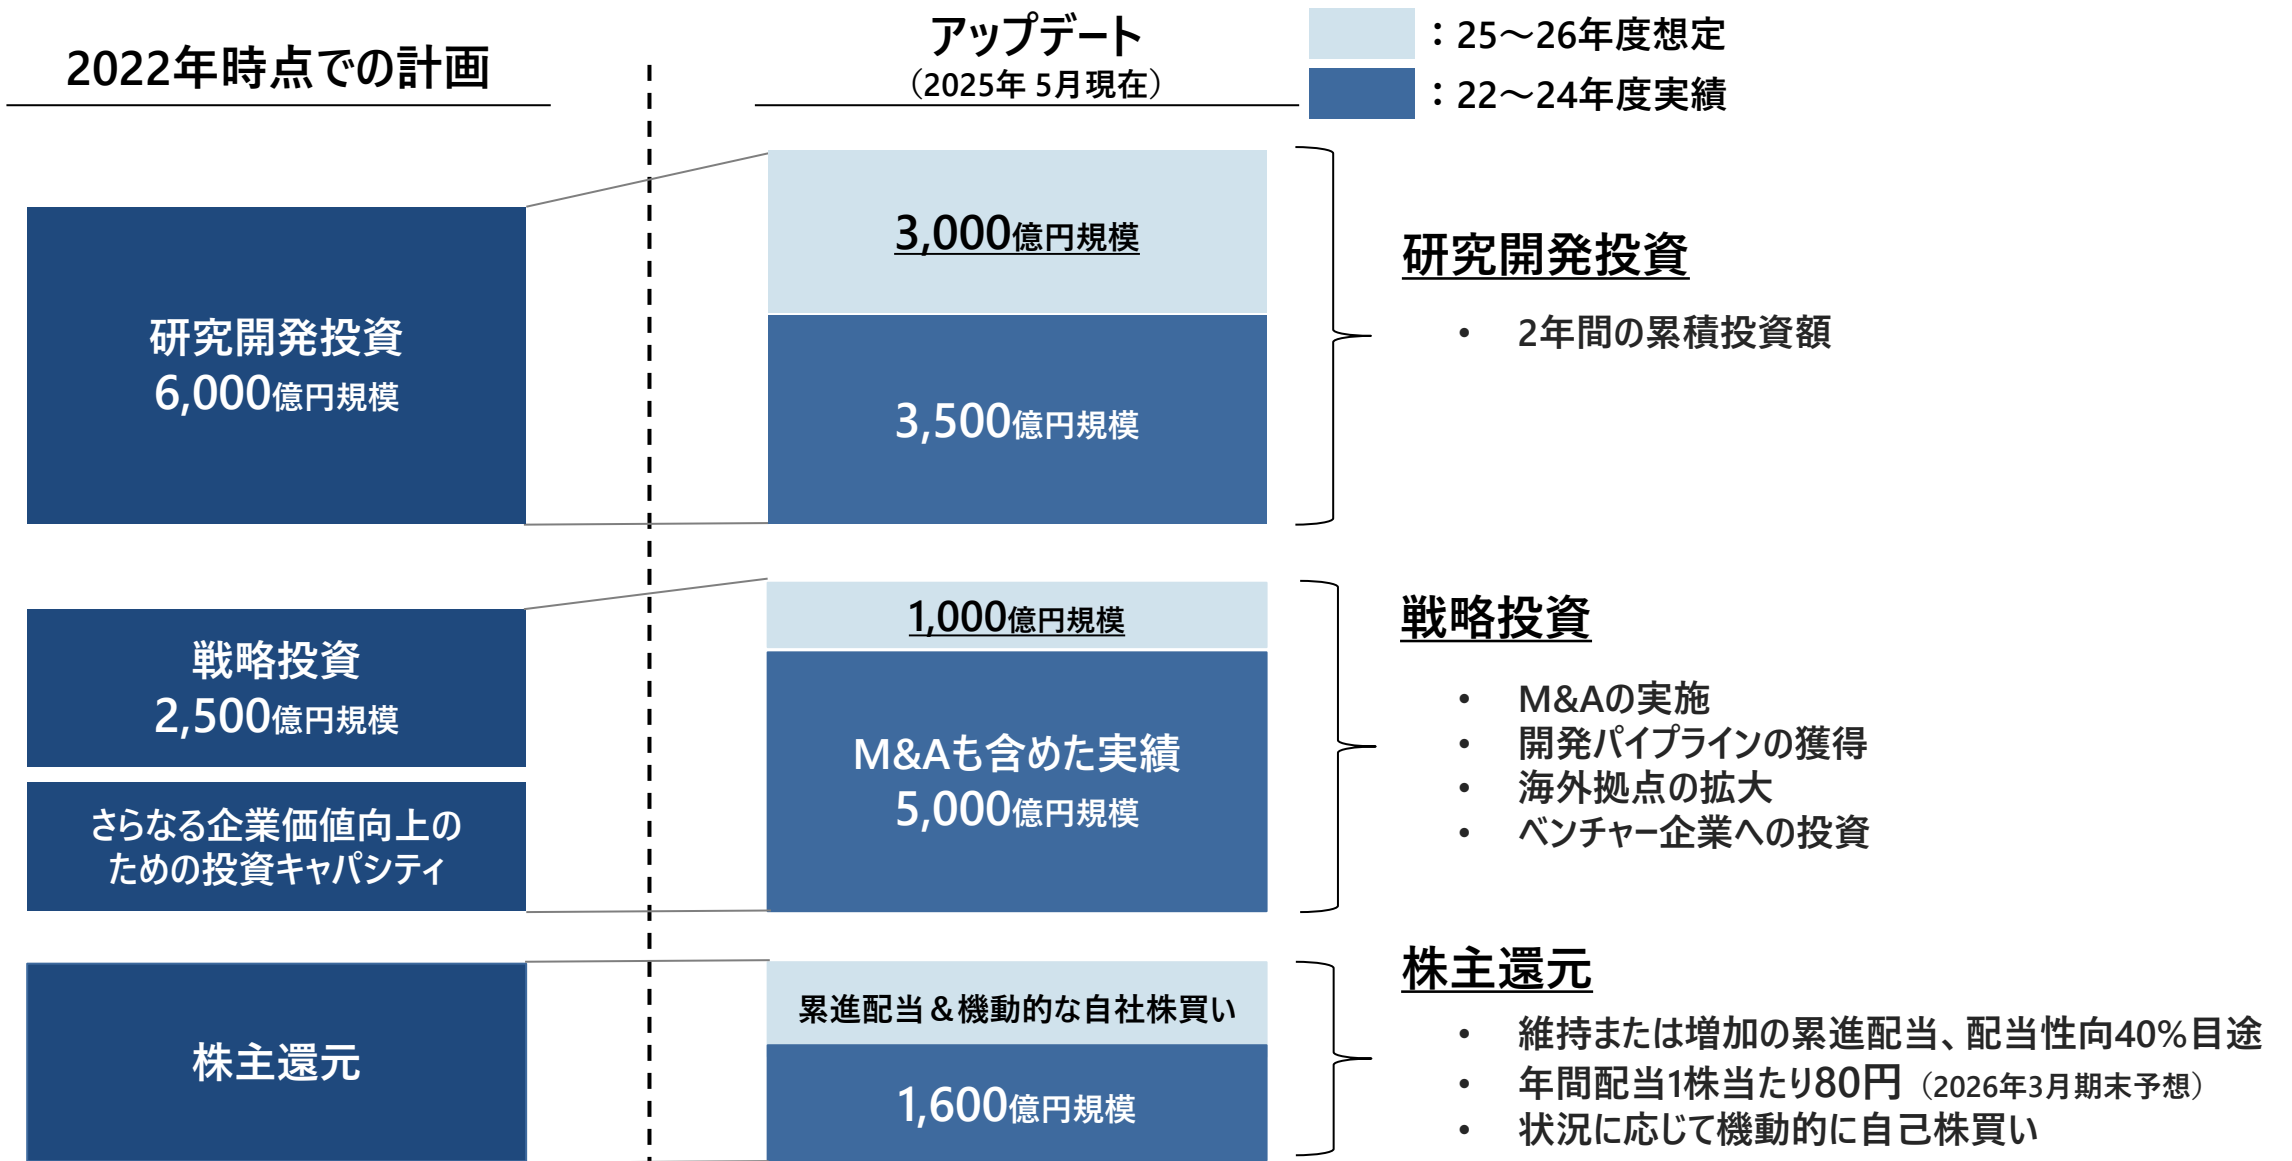 2022年時点での計画
アップデート
（2025年 5月現在）
：25～26年度想定
：22～24年度実績
研究開発投資
6,000億円規模
3,000億円規模
3,500億円規模
研究開発投資
• 2年間の累積投資額
戦略投資
2,500億円規模
さらなる企業価値向上の
ための投資キャパシティ
1,000億円規模
M&Aも含めた実績
5,000億円規模
戦略投資
• M&Aの実施
• 開発パイプラインの獲得
• 海外拠点の拡大
• ベンチャー企業への投資
株主還元
累進配当＆機動的な自社株買い
1,600億円規模
株主還元
• 維持または増加の累進配当、配当性向40%目途
• 年間配当1株当たり80円（2026年3月期末予想）
• 状況に応じて機動的に自己株買い